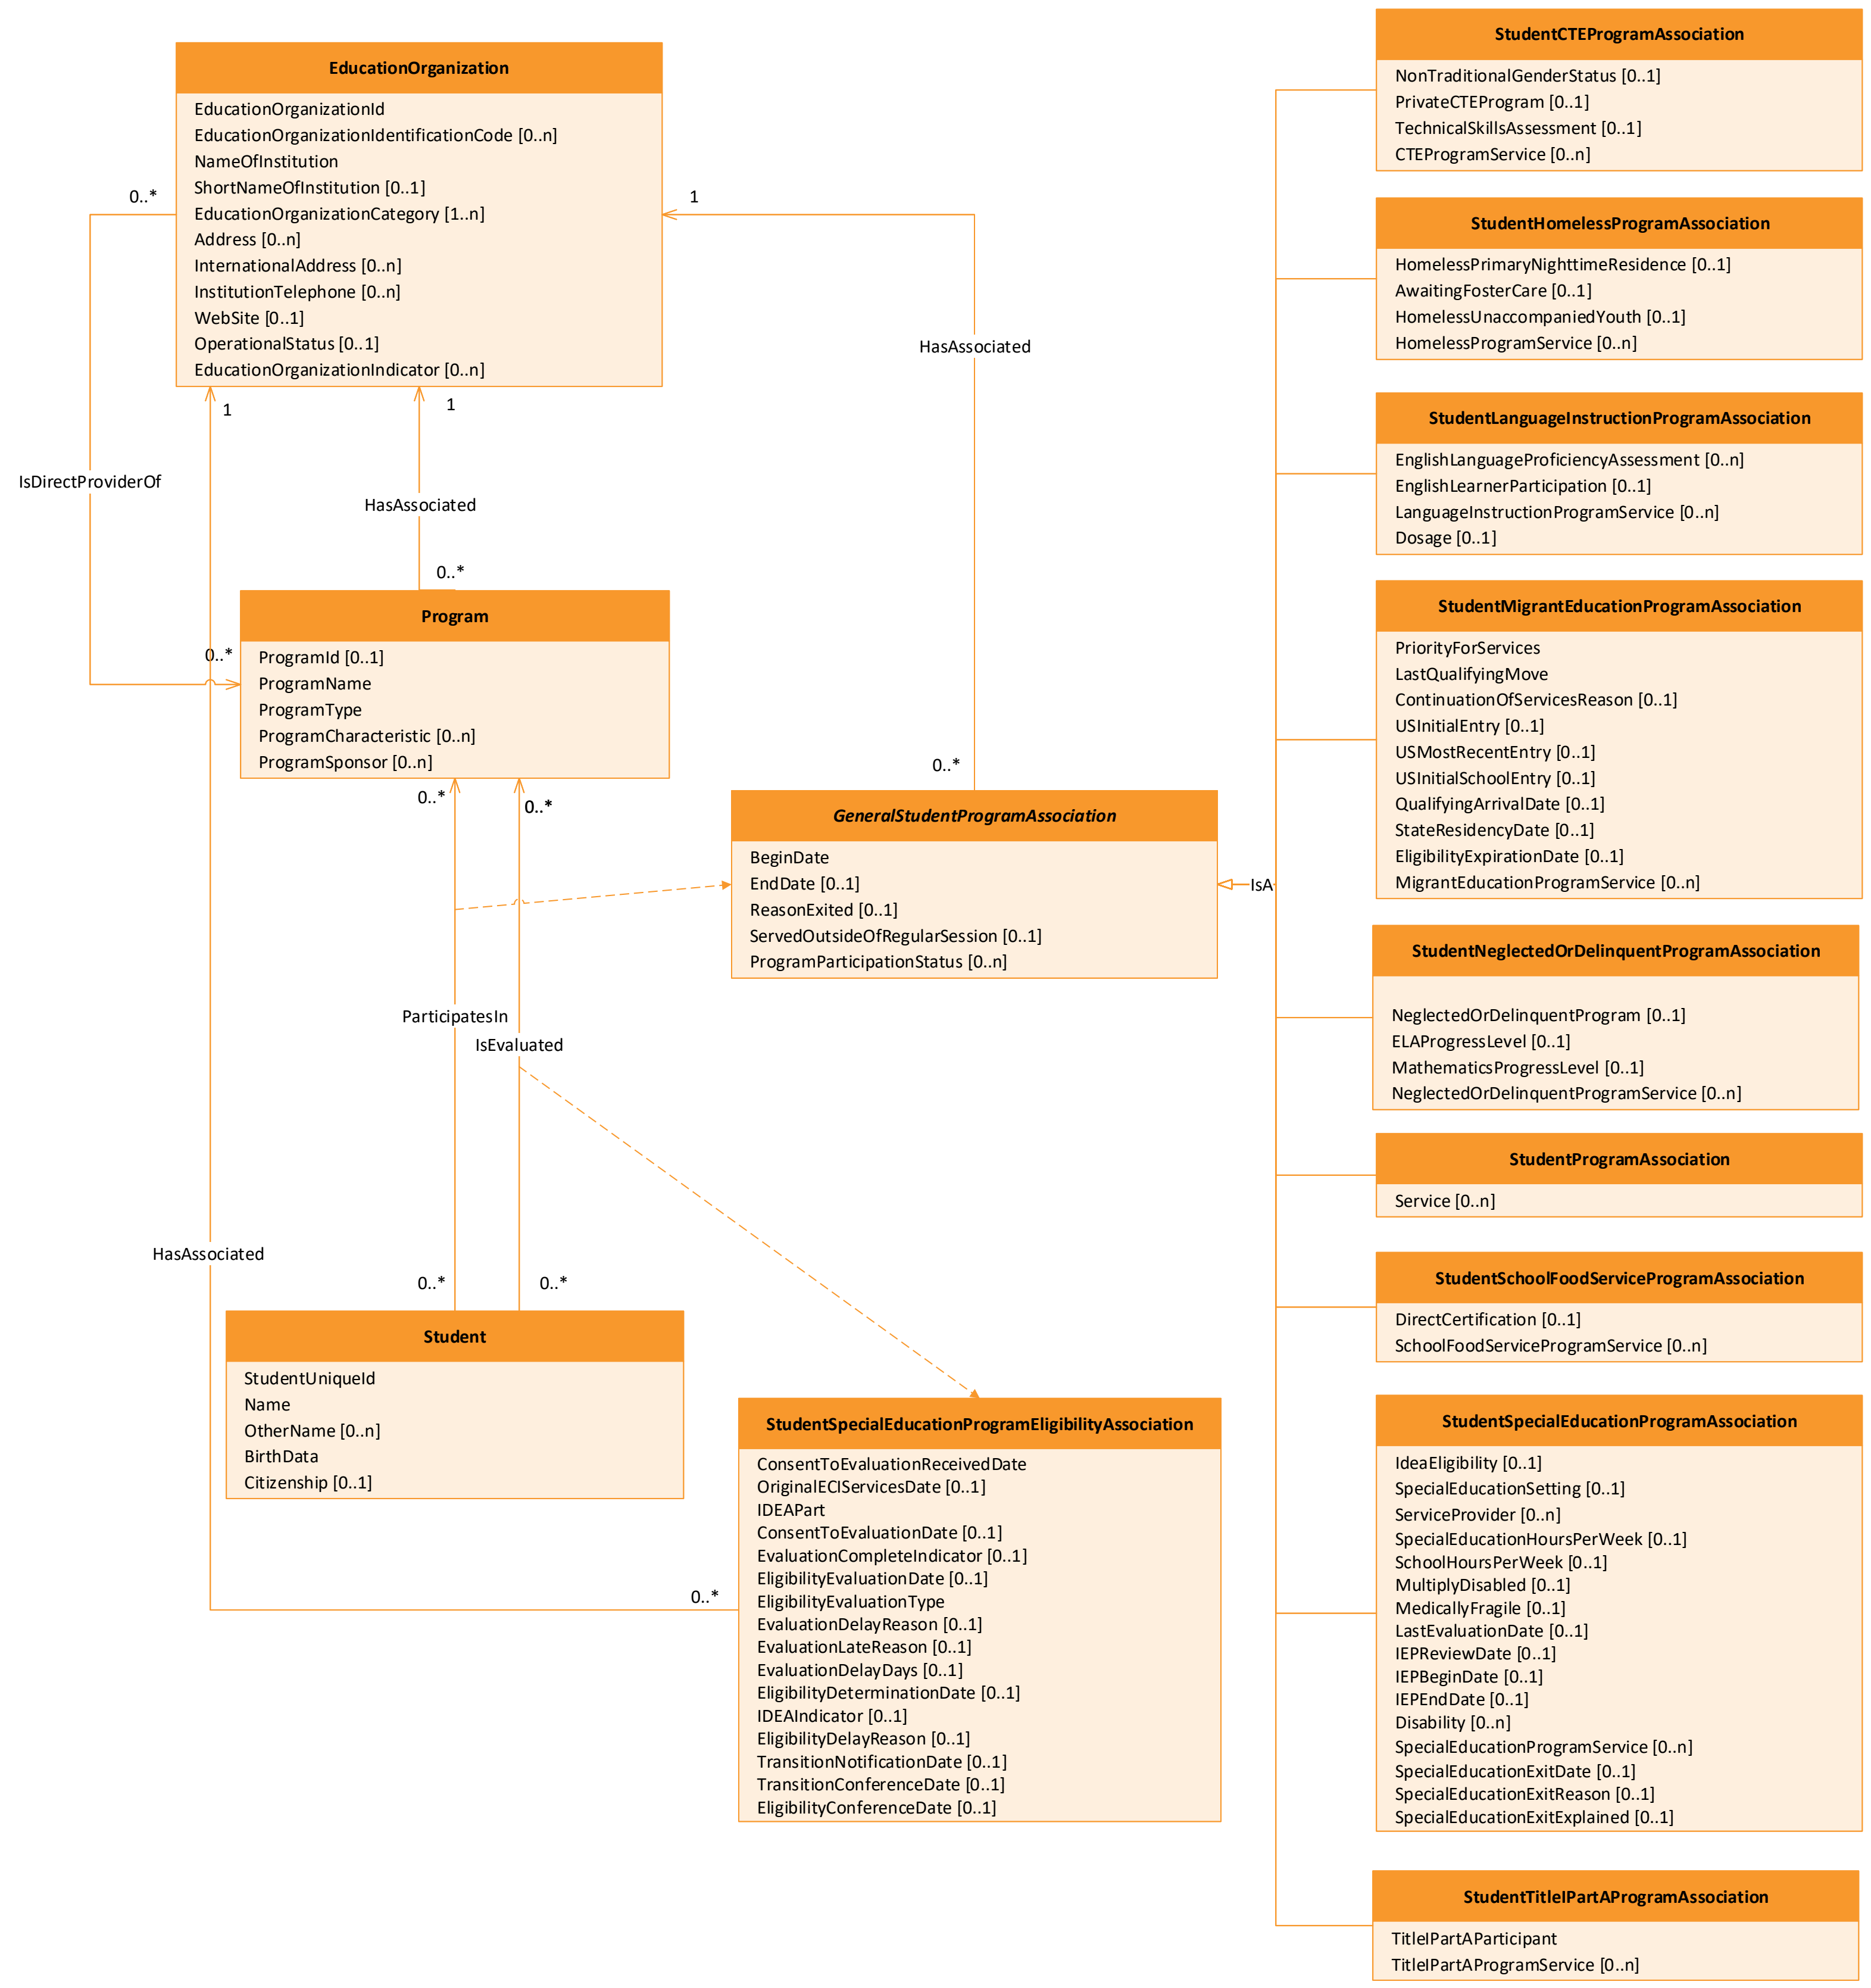 EducationOrganization
EducationOrganizationId
EducationOrganizationIdentificationCode [0..n]
NameOfInstitution
ShortNameOfInstitution [0..1]
EducationOrganizationCategory [1..n]
Address [0..n]
InternationalAddress [0..n]
InstitutionTelephone [0..n]
WebSite [0..1]
OperationalStatus [0..1]
EducationOrganizationIndicator [0..n]
0..*
1
1
1
IsDirectProviderOf
HasAssociated
HasAssociated
0..*
0..*
Program
ProgramId [0..1]
ProgramName
ProgramType
ProgramCharacteristic [0..n]
ProgramSponsor [0..n]
0..*
0..*
0..*
GeneralStudentProgramAssociation
BeginDate
EndDate [0..1]
ReasonExited [0..1]
ServedOutsideOfRegularSession [0..1]
ProgramParticipationStatus [0..n]
IsA
ParticipatesIn
IsEvaluated
HasAssociated
0..*
0..*
Student
StudentUniqueId
Name
OtherName [0..n]
BirthData
Citizenship [0..1]
0..*
StudentSpecialEducationProgramEligibilityAssociation
ConsentToEvaluationReceivedDate
OriginalECIServicesDate [0..1]
IDEAPart
ConsentToEvaluationDate [0..1]
EvaluationCompleteIndicator [0..1]
EligibilityEvaluationDate [0..1]
EligibilityEvaluationType
EvaluationDelayReason [0..1]
EvaluationLateReason [0..1]
EvaluationDelayDays [0..1]
EligibilityDeterminationDate [0..1]
IDEAIndicator [0..1]
EligibilityDelayReason [0..1]
TransitionNotificationDate [0..1]
TransitionConferenceDate [0..1]
EligibilityConferenceDate [0..1]
StudentCTEProgramAssociation
NonTraditionalGenderStatus [0..1]
PrivateCTEProgram [0..1]
TechnicalSkillsAssessment [0..1]
CTEProgramService [0..n]
StudentHomelessProgramAssociation
HomelessPrimaryNighttimeResidence [0..1]
AwaitingFosterCare [0..1]
HomelessUnaccompaniedYouth [0..1]
HomelessProgramService [0..n]
StudentLanguageInstructionProgramAssociation
EnglishLanguageProficiencyAssessment [0..n]
EnglishLearnerParticipation [0..1]
LanguageInstructionProgramService [0..n]
Dosage [0..1]
StudentMigrantEducationProgramAssociation
PriorityForServices
LastQualifyingMove
ContinuationOfServicesReason [0..1]
USInitialEntry [0..1]
USMostRecentEntry [0..1]
USInitialSchoolEntry [0..1]
QualifyingArrivalDate [0..1]
StateResidencyDate [0..1]
EligibilityExpirationDate [0..1]
MigrantEducationProgramService [0..n]
StudentNeglectedOrDelinquentProgramAssociation
NeglectedOrDelinquentProgram [0..1]
ELAProgressLevel [0..1]
MathematicsProgressLevel [0..1]
NeglectedOrDelinquentProgramService [0..n]
StudentProgramAssociation
Service [0..n]
StudentSchoolFoodServiceProgramAssociation
DirectCertification [0..1]
SchoolFoodServiceProgramService [0..n]
StudentSpecialEducationProgramAssociation
IdeaEligibility [0..1]
SpecialEducationSetting [0..1]
ServiceProvider [0..n]
SpecialEducationHoursPerWeek [0..1]
SchoolHoursPerWeek [0..1]
MultiplyDisabled [0..1]
MedicallyFragile [0..1]
LastEvaluationDate [0..1]
IEPReviewDate [0..1]
IEPBeginDate [0..1]
IEPEndDate [0..1]
Disability [0..n]
SpecialEducationProgramService [0..n]
SpecialEducationExitDate [0..1]
SpecialEducationExitReason [0..1]
SpecialEducationExitExplained [0..1]
StudentTitleIPartAProgramAssociation
TitleIPartAParticipant
TitleIPartAProgramService [0..n]